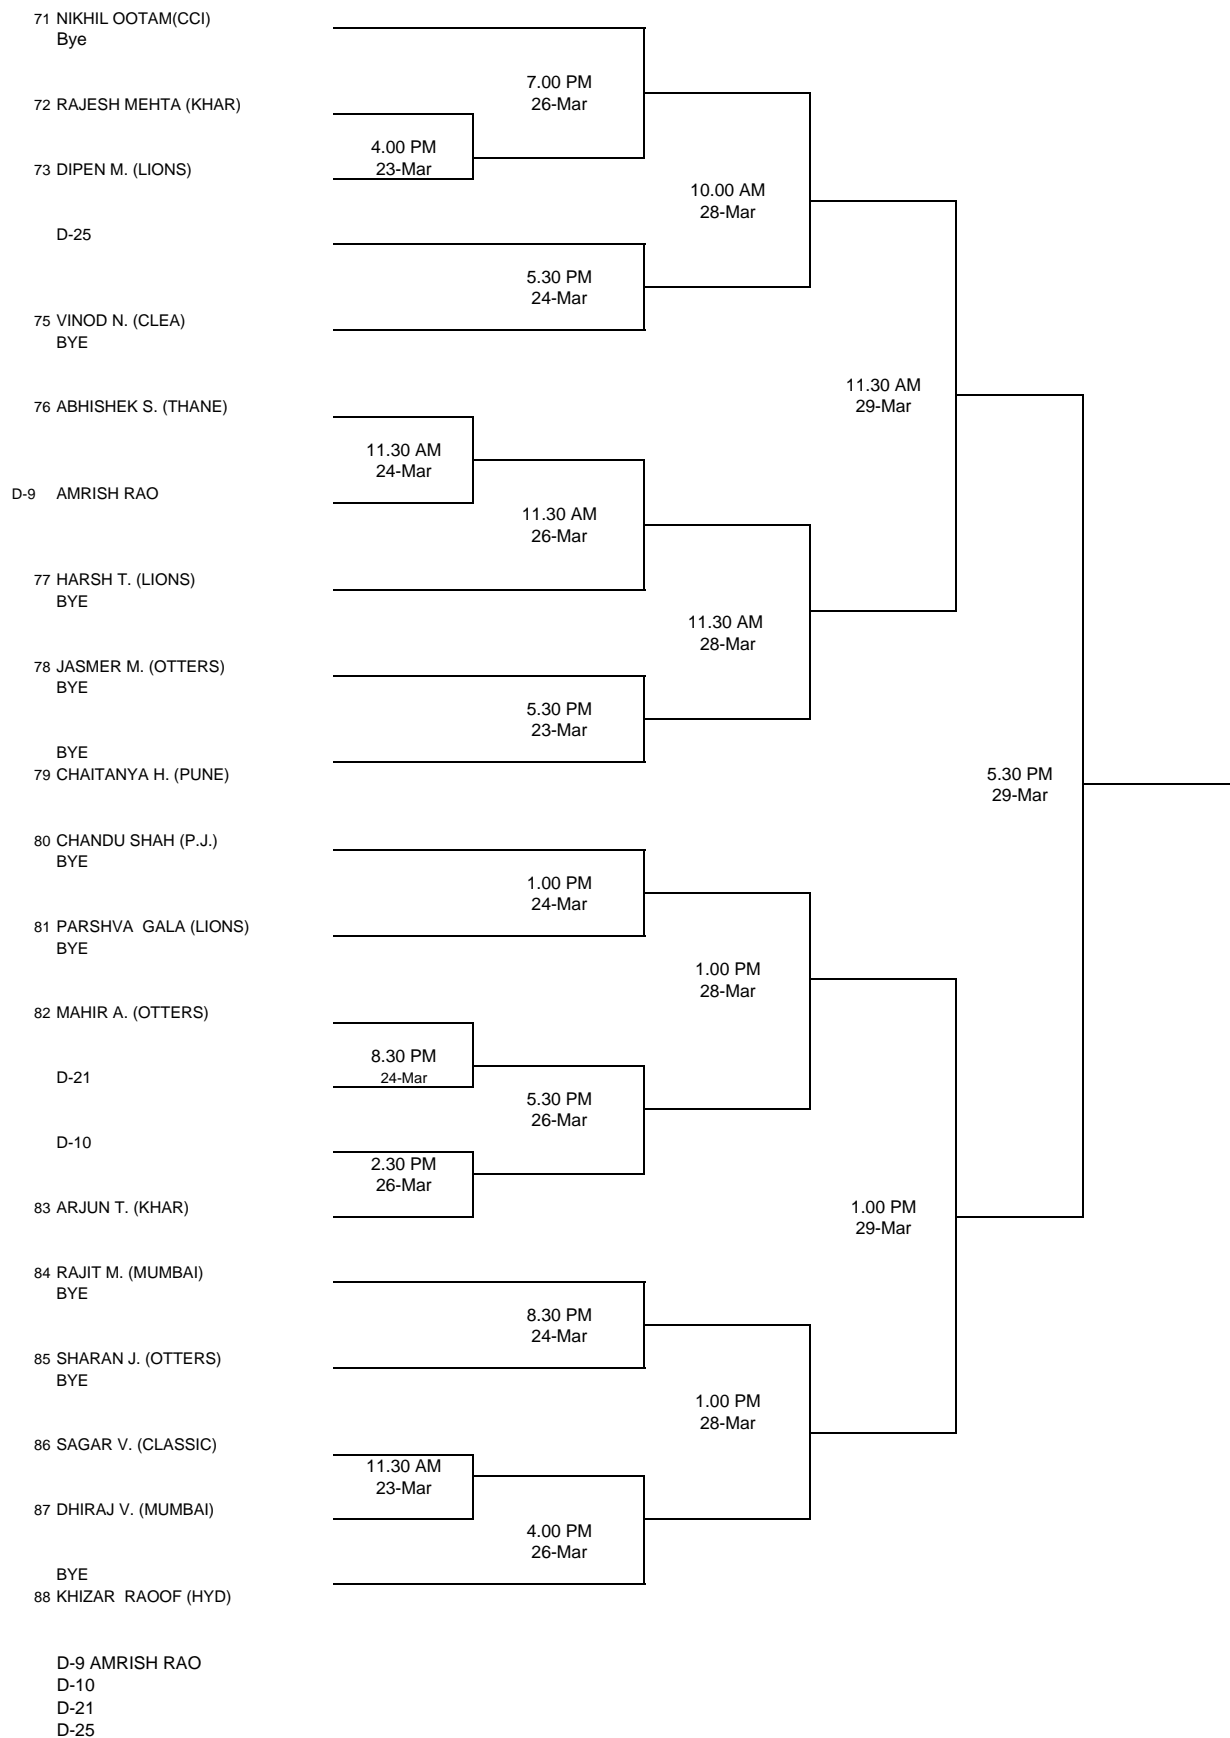 71 NIKHIL OOTAM(CCI)
Bye
7.00 PM
26-Mar
72 RAJESH MEHTA (KHAR)
4.00 PM
23-Mar
73 DIPEN M. (LIONS)
10.00 AM
28-Mar
D-25
5.30 PM
24-Mar
75 VINOD N. (CLEA)
BYE
11.30 AM
29-Mar
76 ABHISHEK S. (THANE)
11.30 AM
24-Mar
D-9 AMRISH RAO
11.30 AM
26-Mar
77 HARSH T. (LIONS)
BYE
11.30 AM
28-Mar
78 JASMER M. (OTTERS)
BYE
5.30 PM
23-Mar
BYE
79 CHAITANYA H. (PUNE)
5.30 PM
29-Mar
80 CHANDU SHAH (P.J.)
BYE
1.00 PM
24-Mar
81 PARSHVA  GALA (LIONS)
BYE
1.00 PM
28-Mar
82 MAHIR A. (OTTERS)
8.30 PM
24-Mar
D-21
5.30 PM
26-Mar
D-10
2.30 PM
26-Mar
83 ARJUN T. (KHAR)
1.00 PM
29-Mar
84 RAJIT M. (MUMBAI)
BYE
8.30 PM
24-Mar
85 SHARAN J. (OTTERS)
BYE
1.00 PM
28-Mar
86 SAGAR V. (CLASSIC)
11.30 AM
23-Mar
87 DHIRAJ V. (MUMBAI)
4.00 PM
26-Mar
BYE
88 KHIZAR  RAOOF (HYD)
D-9 AMRISH RAO
D-10
D-21
D-25